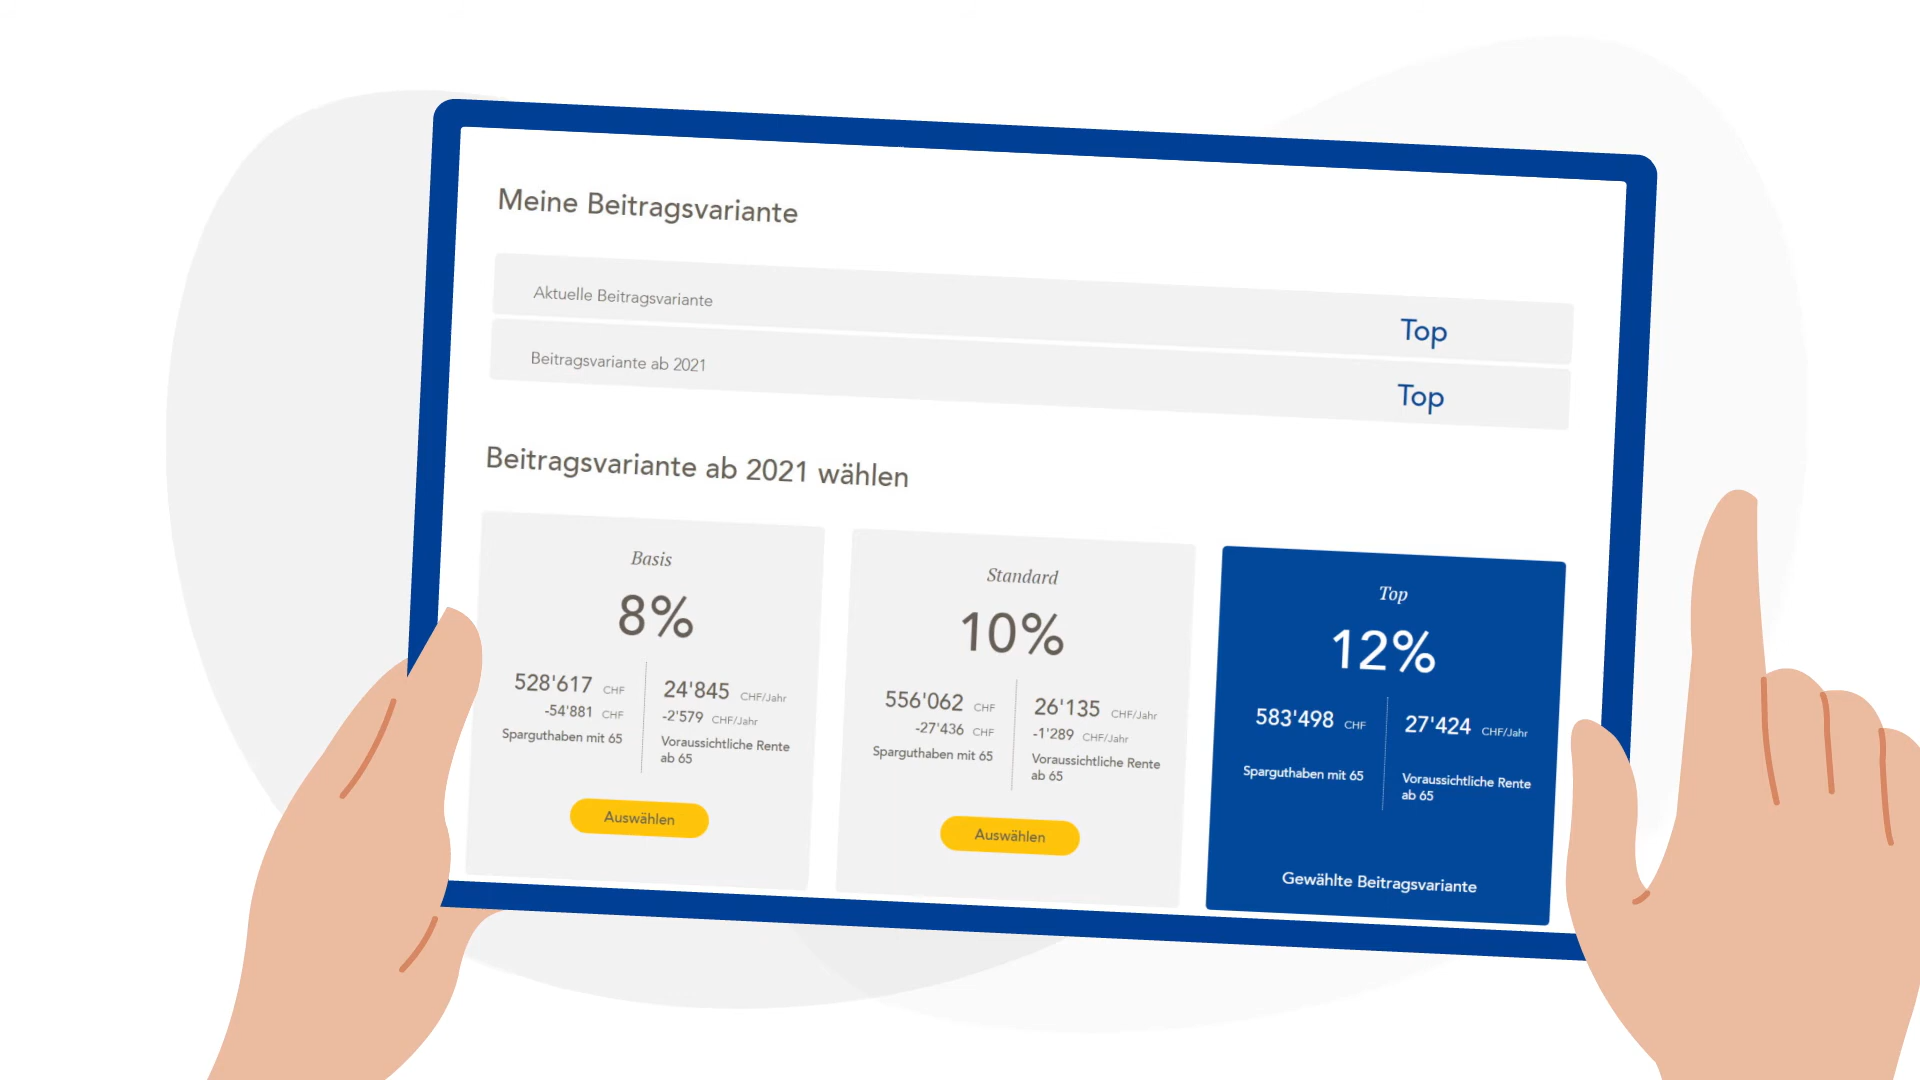 Meine Beitragsvariante
Aktuelle Beitragsvariante
Top
Beitragsvariante ab 2021
Top
Beitragsvariante ab 2021 wählen
Basis
8%
528'617 CHF
-54'881 CHF
Sparguthaben mit 65
24'845 CHF/Jahr
-2'579 CHF/Jahr
Voraussichtliche Rente
ab 65
Auswählen
Standard
10%
556'062 CHF
-27'436 CHF
Sparguthaben mit 65
26'135 CHF/Jahr
-1'289 CHF/Jahr
Voraussichtliche Rente
ab 65
Auswählen
Top
12%
583'498 CHF
Sparguthaben mit 65
27'424 CHF/Jahr
Voraussichtliche Rente
ab 65
Gewählte Beitragsvariante